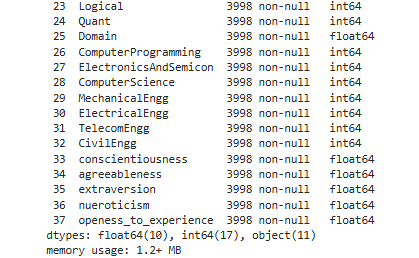 23 Logical 3998 non-null int64
24 Quant 3998 non-null int64
25 Domain 3998 non-null float64
26 ComputerProgramming 3998 non-null int64
27 ElectronicsAndSemicon 3998 non-null int64
28 ComputerScience 3998 non-null int64
29 MechanicalEngg 3998 non-null int64
30 ElectricalEngg 3998 non-null int64
31 TelecomEngg 3998 non-null int64
32 CivilEngg 3998 non-null int64
33 conscientiousness 3998 non-null float64
34 agreeableness 3998 non-null float64
35 extraversion 3998 non-null float64
36 nueroticism 3998 non-null float64
37 openess_to_experience 3998 non-null float64
dtypes: float64(10), int64(17), object(11)
memory usage: 1.2+ MB